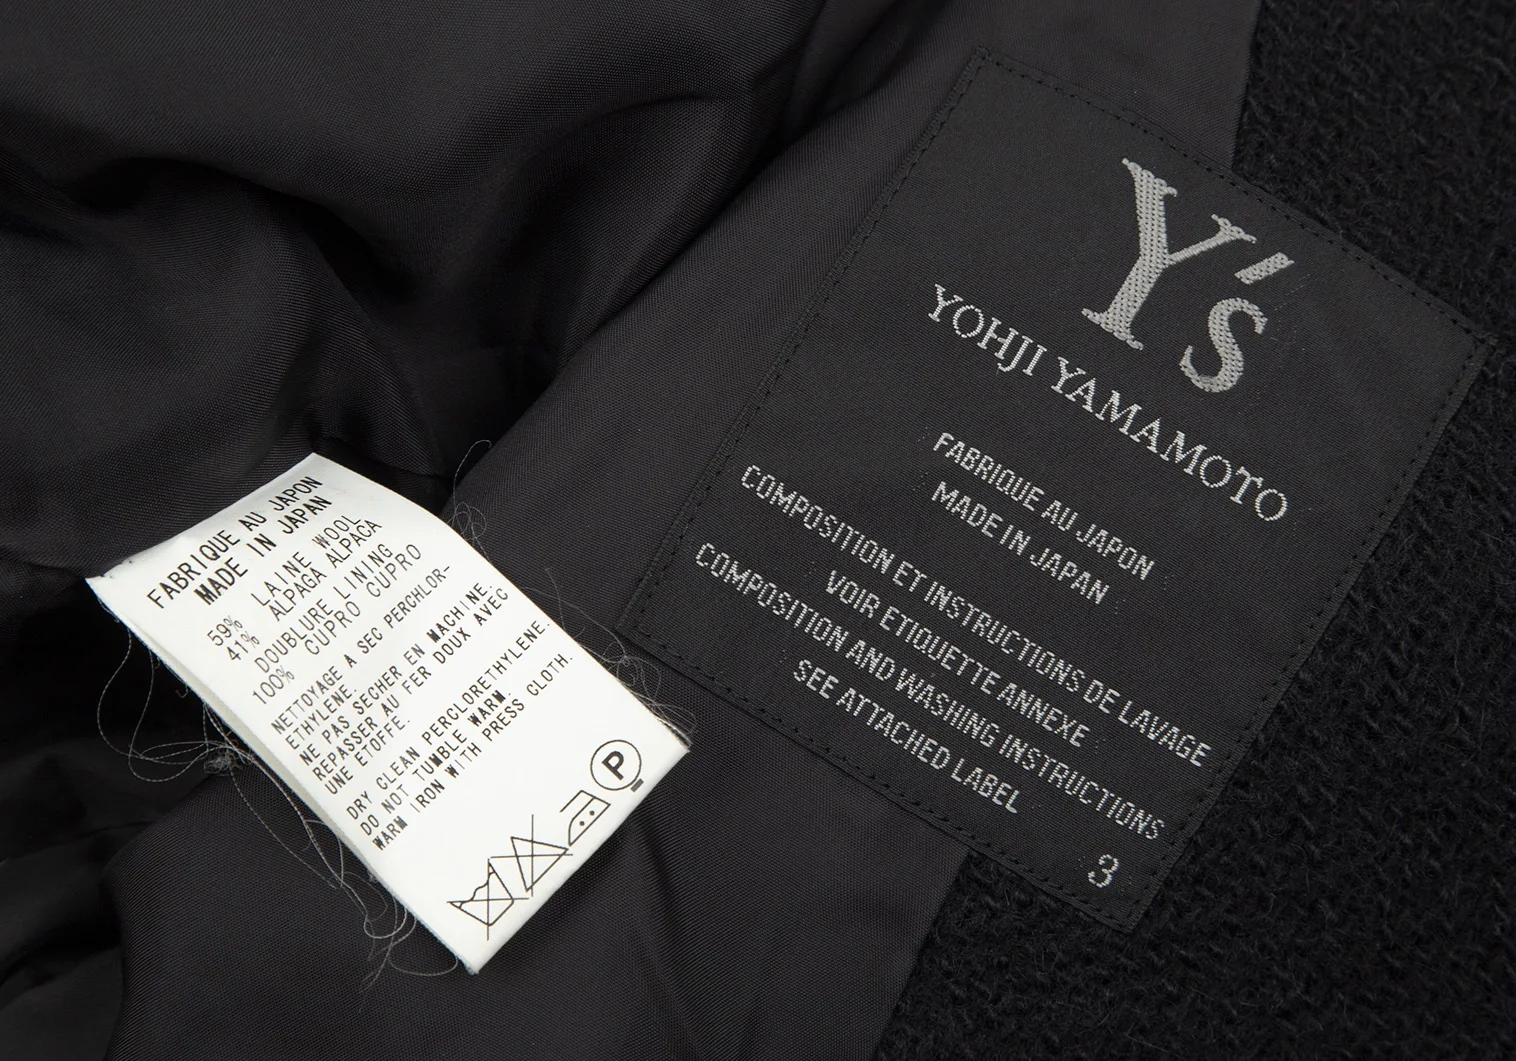 FABRIQUE AU JAPON
MADE IN JAPAN
59% LAINE WOOL
41% ALPAGA ALPACA
DOUBLURE LINING
100% CUPRO CUPRO
NETTOYAGE A SEC PERCHLOR-
ETHYLENE.
NE PAS SECHER EN MACHINE.
REPASSER AU FER DOUX AVEC
UNE ETOFFE.
DRY CLEAN PERCLORETHYLENE.
DO NOT TUMBLE WARM.
WARM IRON WITH PRESS CLOTH.
P
Y's
YOHJI YAMAMOTO
FABRIQUE AU JAPON
MADE IN JAPAN
COMPOSITION ET INSTRUCTIONS DE LAVAGE
VOIR ETIQUETTE ANNEXE
COMPOSITION AND WASHING INSTRUCTIONS
SEE ATTACHED LABEL
3